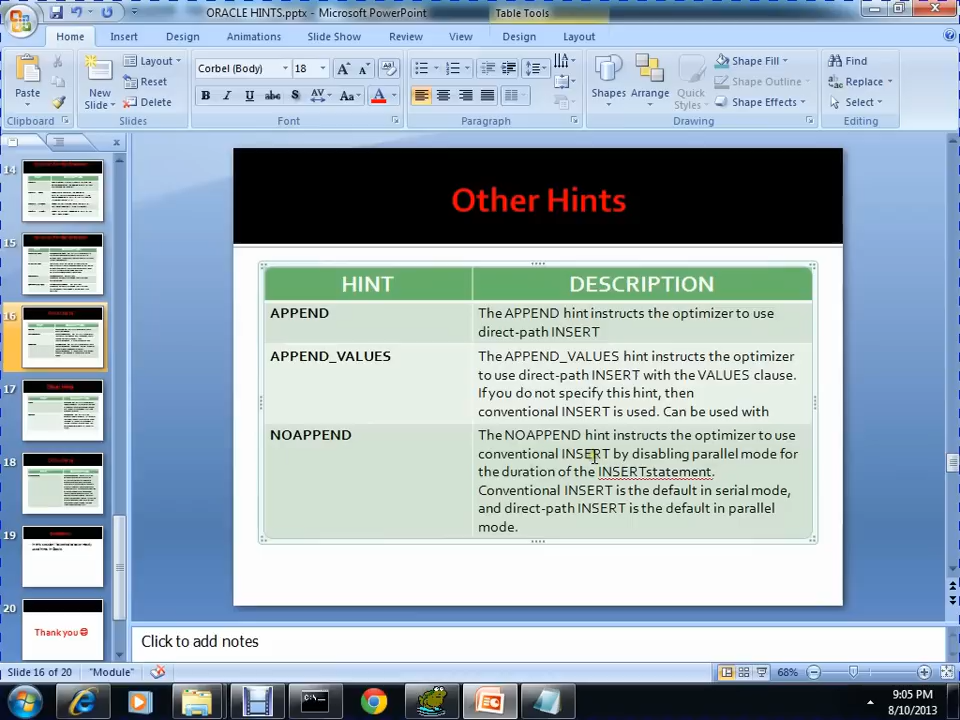 ORACLE HINTS.pptx - Microsoft PowerPoint
Table Tools
Home
Insert
Design
Animations
Slide Show
Review
View
Design
Layout
Paste
New
Slide
Layout
Reset
Delete
Corbel (Body)
18
B I U abc S AV Aa A
Shapes
Arrange
Quick
Styles
Shape Fill
Shape Outline
Shape Effects
Find
Replace
Select
Clipboard
Slides
Font
Paragraph
Drawing
Editing
14
15
16
17
18
19
20
Thank you
Other Hints
HINT
DESCRIPTION
APPEND
The APPEND hint instructs the optimizer to use
direct-path INSERT
APPEND_VALUES
The APPEND_VALUES hint instructs the optimizer
to use direct-path INSERT with the VALUES clause.
If you do not specify this hint, then
conventional INSERT is used. Can be used with
NOAPPEND
The NOAPPEND hint instructs the optimizer to use
conventional INSERT by disabling parallel mode for
the duration of the INSERTstatement.
Conventional INSERT is the default in serial mode,
and direct-path INSERT is the default in parallel
mode.
Click to add notes
Slide 16 of 20
"Module"
68%
9:05 PM
8/10/2013